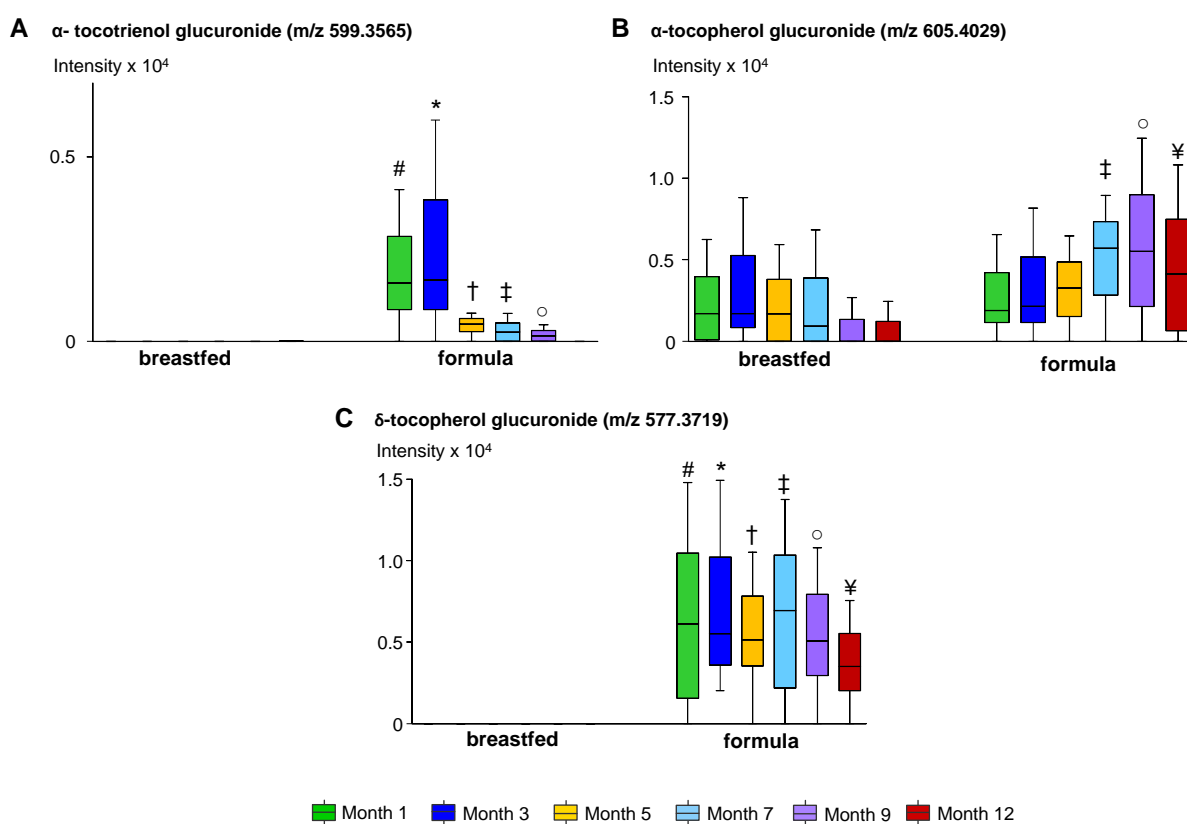 A α- tocotrienol glucuronide (m/z 599.3565)
Intensity x 10⁴
0.5
0
#
*
†
‡
○
breastfed
formula
B α-tocopherol glucuronide (m/z 605.4029)
Intensity x 10⁴
1.5
1.0
0.5
0
‡
○
¥
breastfed
formula
C δ-tocopherol glucuronide (m/z 577.3719)
Intensity x 10⁴
1.5
1.0
0.5
0
#
*
†
‡
○
¥
breastfed
formula
Month 1 Month 3 Month 5 Month 7 Month 9 Month 12